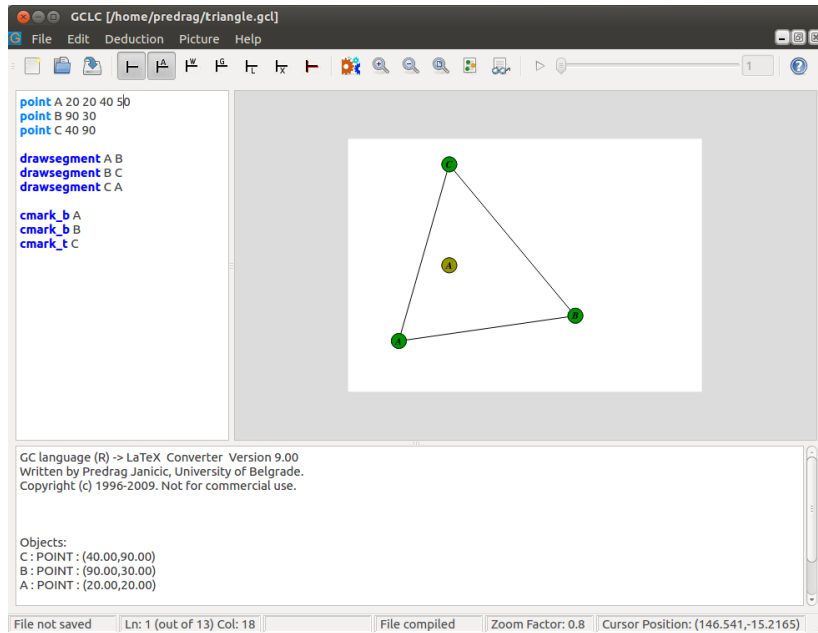 GCLC [/home/predrag/triangle.gcl]
File Edit Deduction Picture Help
A W G L X 1 ?
point A 20 20 40 50
point B 90 30
point C 40 90
drawsegment A B
drawsegment B C
drawsegment C A
cmark_b A
cmark_b B
cmark_t C
C
A
B
A
GC language (R) -> LaTeX Converter Version 9.00
Written by Predrag Janicic, University of Belgrade.
Copyright (c) 1996-2009. Not for commercial use.
Objects:
C : POINT : (40.00,90.00)
B : POINT : (90.00,30.00)
A : POINT : (20.00,20.00)
File not saved Ln: 1 (out of 13) Col: 18 File compiled Zoom Factor: 0.8 Cursor Position: (146.541,-15.2165)